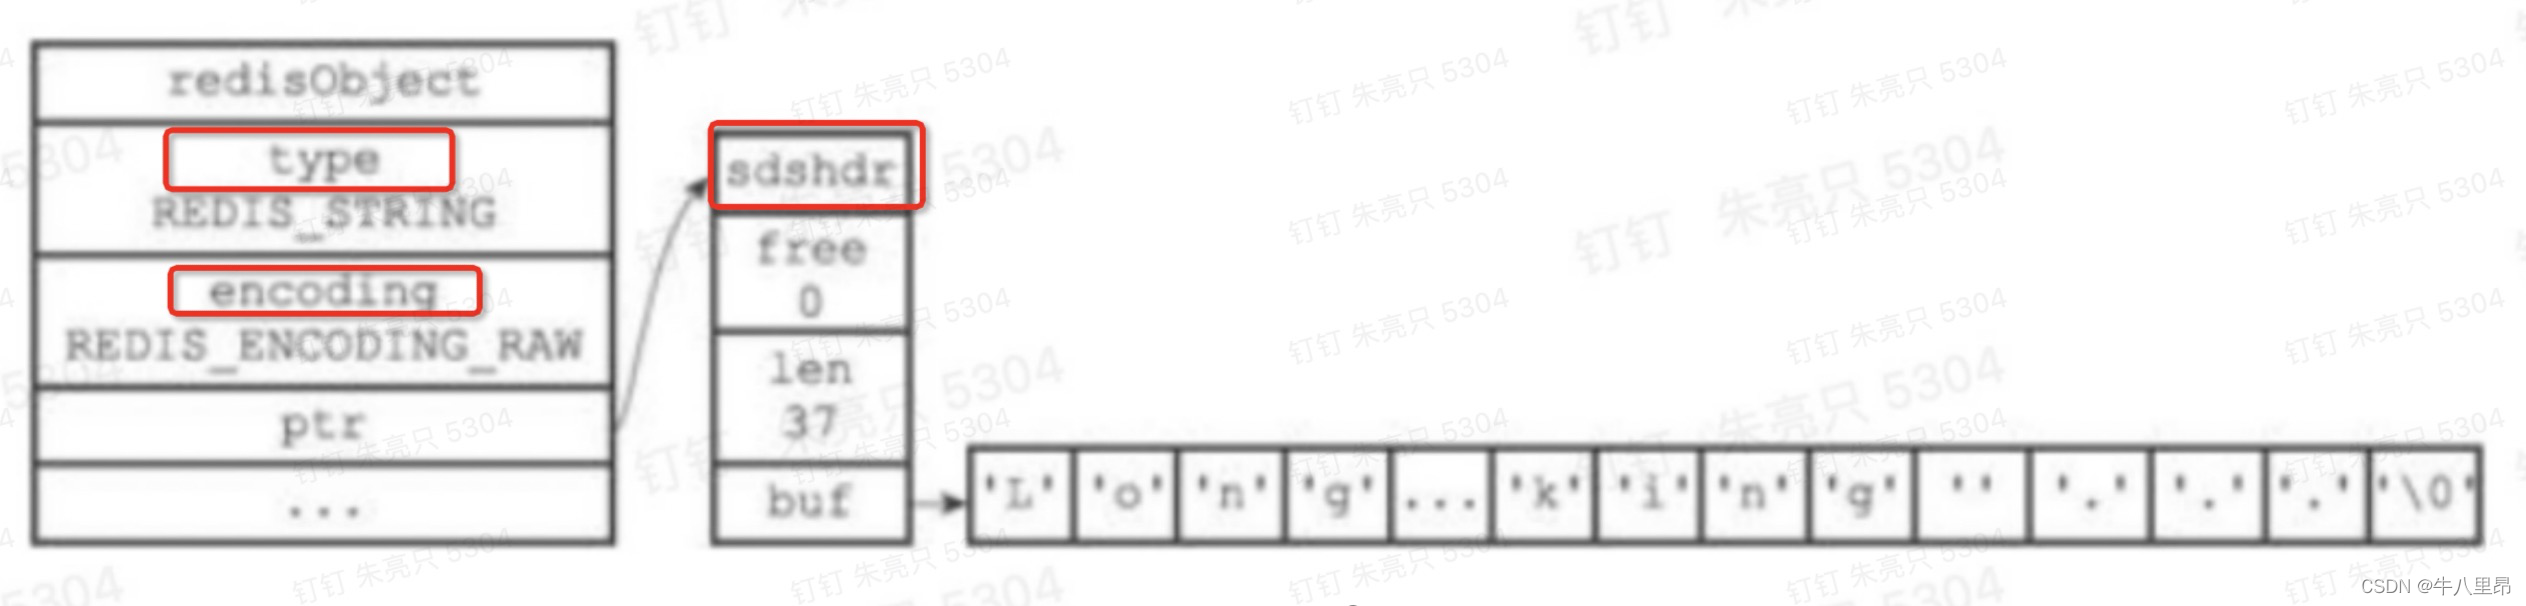 redisObject
type
REDIS_STRING
encoding
REDIS_ENCODING_RAW
ptr
...
sdshdr
free
0
len
37
buf
'L' 'o' 'n' 'g' ... 'k' 'i' 'n' 'g' ' ' '.' '.' '.' '\0'
钉钉 朱亮只 5304
CSDN @牛八里昂